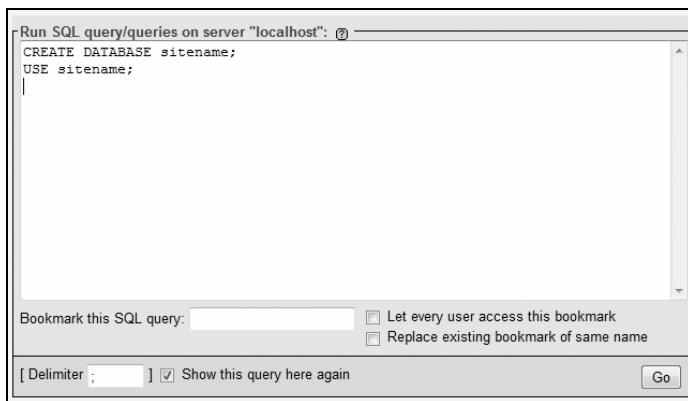 Run SQL query/queries on server "localhost":
CREATE DATABASE sitename;
USE sitename;
Bookmark this SQL query:
Let every user access this bookmark
Replace existing bookmark of same name
[ Delimiter ; ] Show this query here again
Go